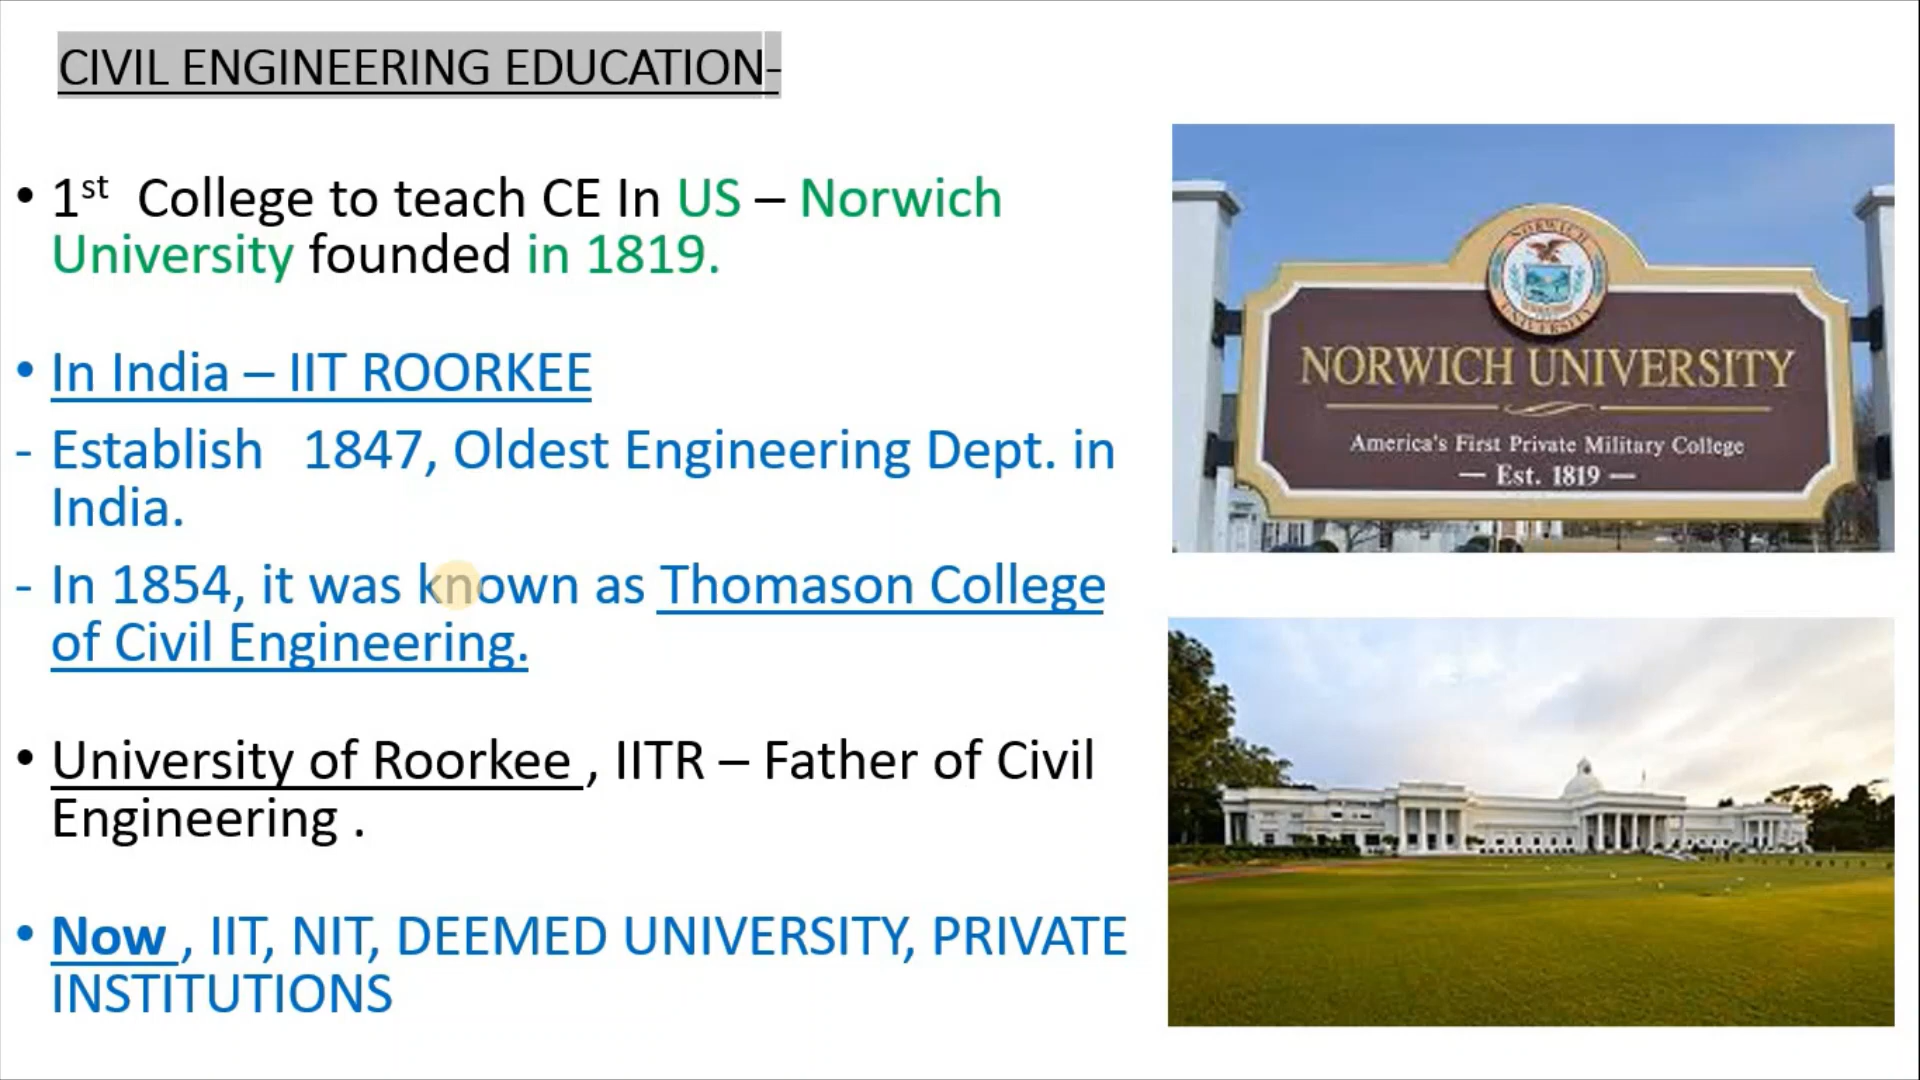 CIVIL ENGINEERING EDUCATION-
• 1st College to teach CE In US – Norwich
University founded in 1819.
• In India – IIT ROORKEE
- Establish 1847, Oldest Engineering Dept. in
India.
- In 1854, it was known as Thomason College
of Civil Engineering.
• University of Roorkee , IITR – Father of Civil
Engineering .
• Now , IIT, NIT, DEEMED UNIVERSITY, PRIVATE
INSTITUTIONS
NORWICH
UNIVERSITY
NORWICH UNIVERSITY
America's First Private Military College
— Est. 1819 —